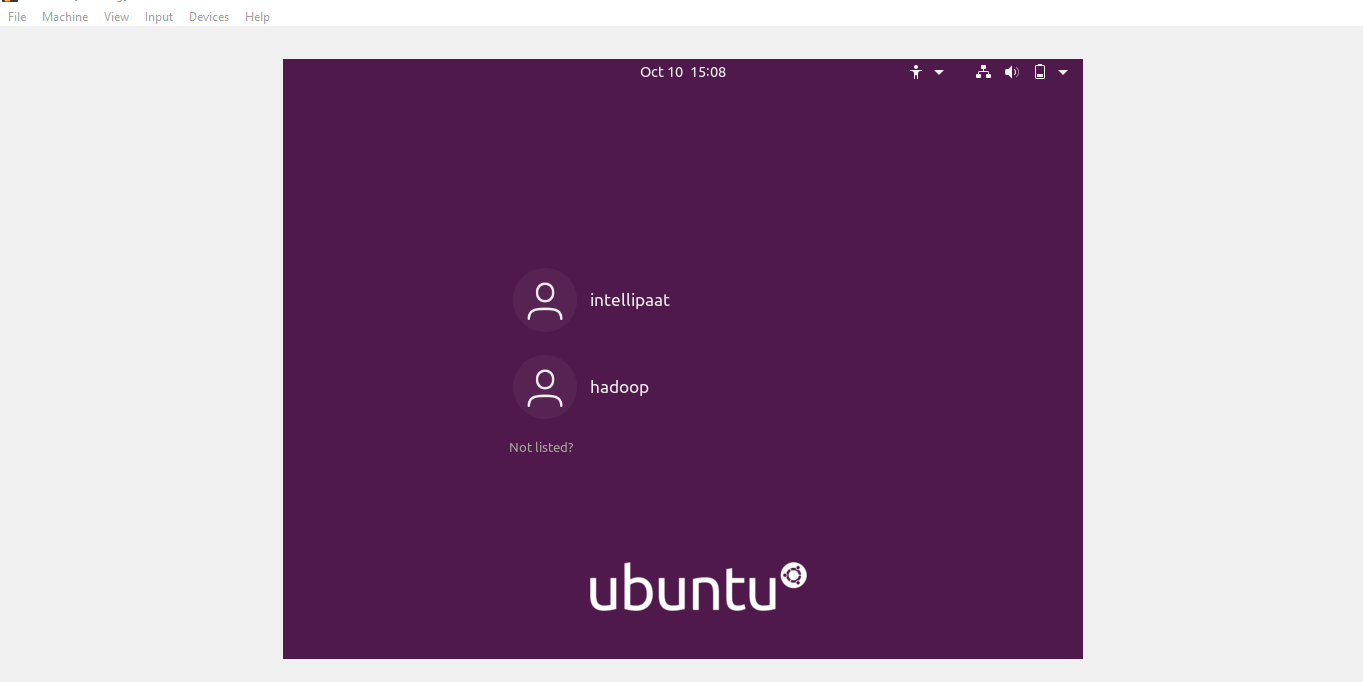 File Machine View Input Devices Help
Oct 10 15:08
intellipaat
hadoop
Not listed?
ubuntu